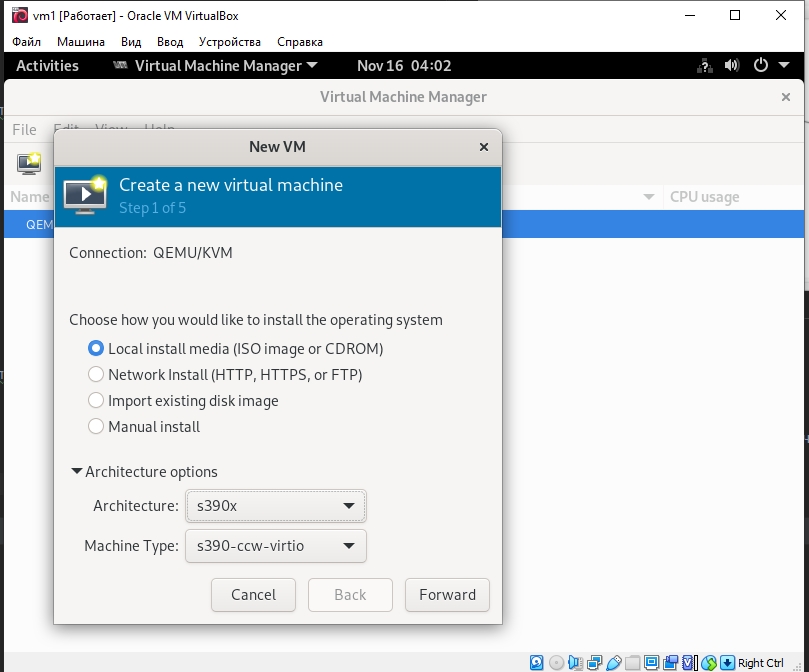 vm1 [Работает] - Oracle VM VirtualBox
Файл Машина Вид Ввод Устройства Справка
Activities Virtual Machine Manager Nov 16 04:02
Virtual Machine Manager
File Edit View Help
New VM
Create a new virtual machine
Step 1 of 5
Name CPU usage
QEM
Connection: QEMU/KVM
Choose how you would like to install the operating system
Local install media (ISO image or CDROM)
Network Install (HTTP, HTTPS, or FTP)
Import existing disk image
Manual install
Architecture options
Architecture: s390x
Machine Type: s390-ccw-virtio
Cancel Back Forward
Right Ctrl